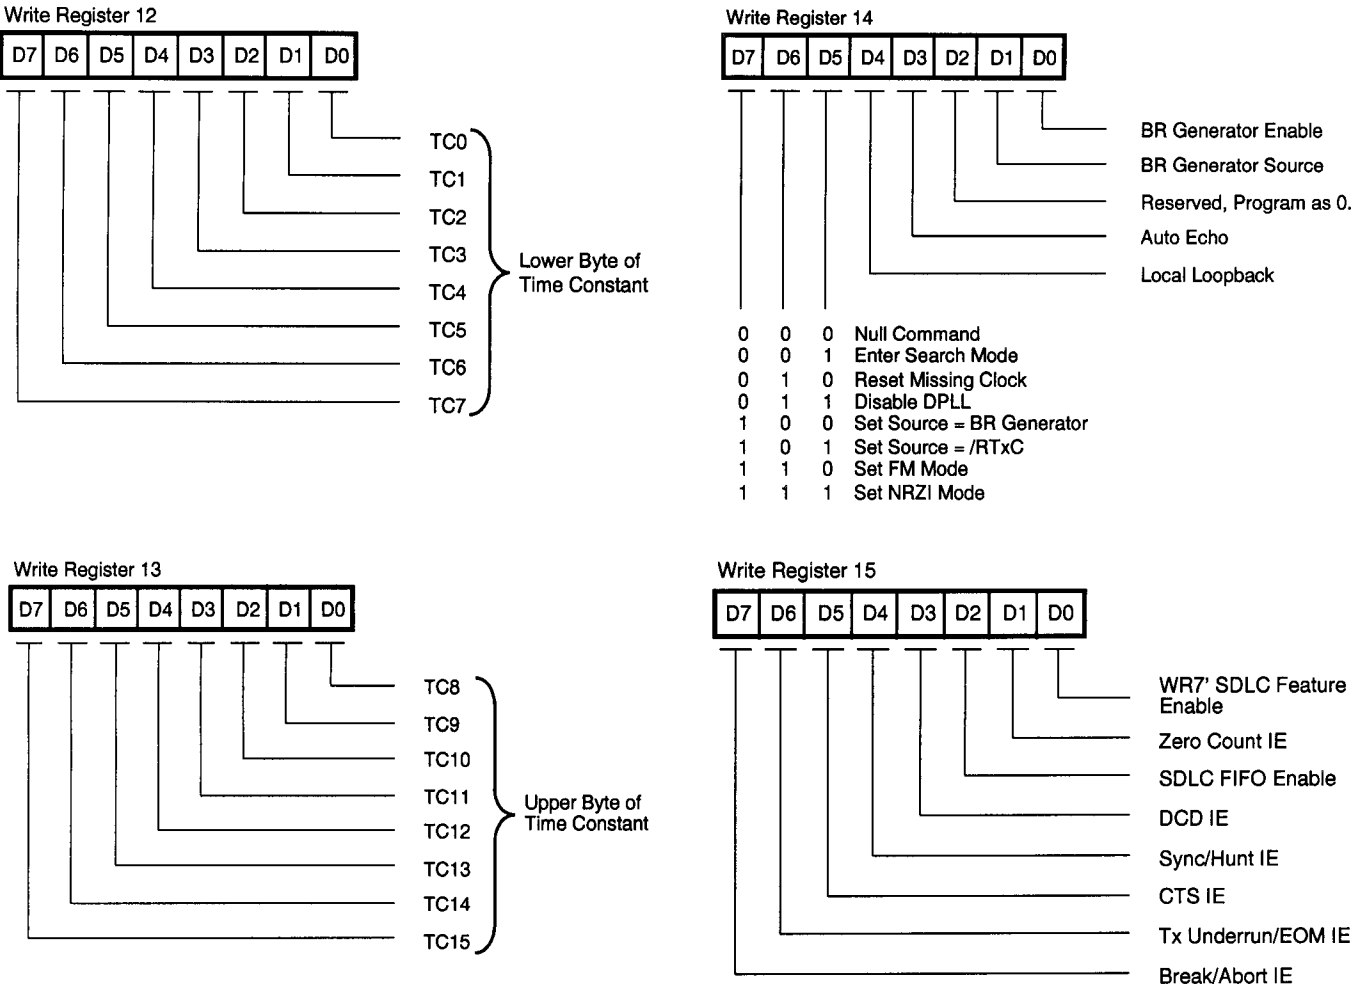 Write Register 12
D7 D6 D5 D4 D3 D2 D1 D0
TC0
TC1
TC2
TC3
TC4
TC5
TC6
TC7
Lower Byte of
Time Constant
Write Register 14
D7 D6 D5 D4 D3 D2 D1 D0
BR Generator Enable
BR Generator Source
Reserved, Program as 0.
Auto Echo
Local Loopback
0 0 0 Null Command
0 0 1 Enter Search Mode
0 1 0 Reset Missing Clock
0 1 1 Disable DPLL
1 0 0 Set Source = BR Generator
1 0 1 Set Source = /RTxC
1 1 0 Set FM Mode
1 1 1 Set NRZI Mode
Write Register 13
D7 D6 D5 D4 D3 D2 D1 D0
TC8
TC9
TC10
TC11
TC12
TC13
TC14
TC15
Upper Byte of
Time Constant
Write Register 15
D7 D6 D5 D4 D3 D2 D1 D0
WR7' SDLC Feature
Enable
Zero Count IE
SDLC FIFO Enable
DCD IE
Sync/Hunt IE
CTS IE
Tx Underrun/EOM IE
Break/Abort IE